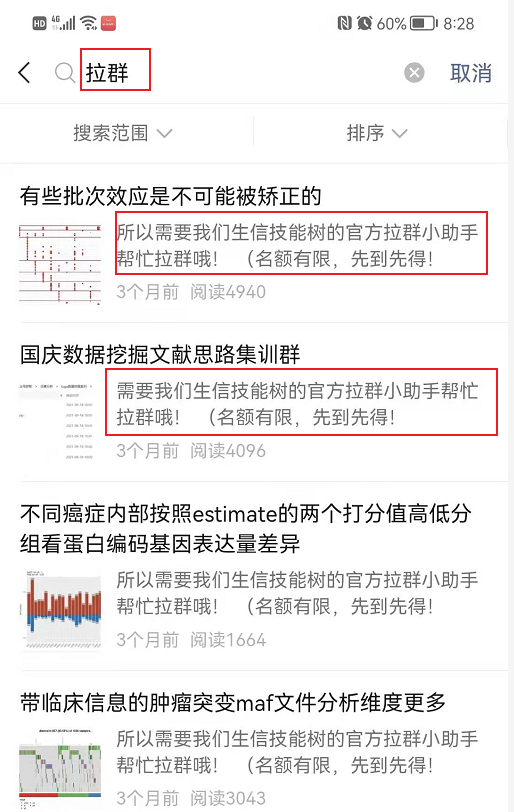 HD 4G 60% 8:28
拉群 取消
搜索范围 排序
有些批次效应是不可能被矫正的
所以需要我们生信技能树的官方拉群小助手
帮忙拉群哦! (名额有限，先到先得!
3个月前 阅读4940
国庆数据挖掘文献思路集训群
需要我们生信技能树的官方拉群小助手帮忙
拉群哦! (名额有限，先到先得!
3个月前 阅读4096
不同癌症内部按照estimate的两个打分值高低分
组看蛋白编码基因表达量差异
所以需要我们生信技能树的官方拉群小助手
帮忙拉群哦! (名额有限，先到先得!
3个月前 阅读1664
带临床信息的肿瘤突变maf文件分析维度更多
所以需要我们生信技能树的官方拉群小助手
帮忙拉群哦! (名额有限，先到先得!
3个月前 阅读3043